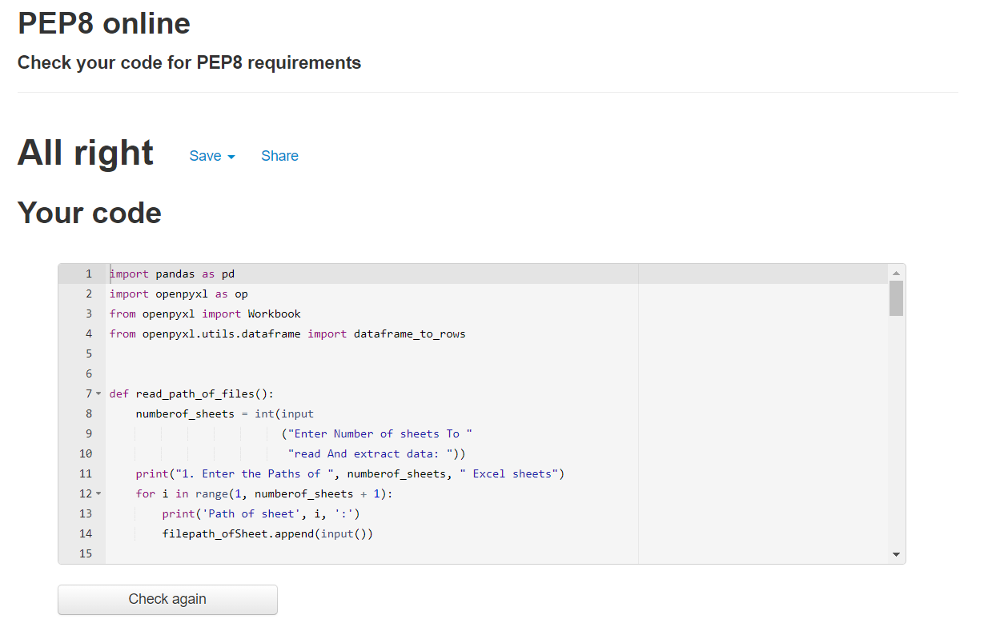 PEP8 online
Check your code for PEP8 requirements
All right Save Share
Your code
1 import pandas as pd
2 import openpyxl as op
3 from openpyxl import Workbook
4 from openpyxl.utils.dataframe import dataframe_to_rows
5
6
7 def read_path_of_files():
8     numberof_sheets = int(input
9                           ("Enter Number of sheets To "
10                           "read And extract data: "))
11     print("1. Enter the Paths of ", numberof_sheets, " Excel sheets")
12     for i in range(1, numberof_sheets + 1):
13         print('Path of sheet', i, ':')
14         filepath_ofSheet.append(input())
15
Check again